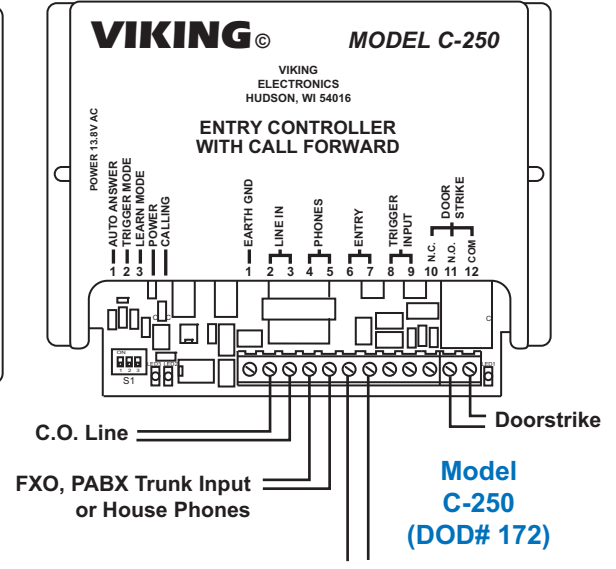 VIKING©
MODEL C-250
VIKING
ELECTRONICS
HUDSON, WI 54016
ENTRY CONTROLLER
WITH CALL FORWARD
POWER 13.8V AC
AUTO ANSWER
TRIGGER MODE
LEARN MODE
POWER
CALLING
1 2 3
EARTH GND
LINE IN
PHONES
ENTRY
TRIGGER
INPUT
DOOR
STRIKE
N.C.
N.O.
COM
1 2 3 4 5 6 7 8 9 10 11 12
ON
1 2 3
S1
C.O. Line
Doorstrike
FXO, PABX Trunk Input
or House Phones
Model
C-250
(DOD# 172)